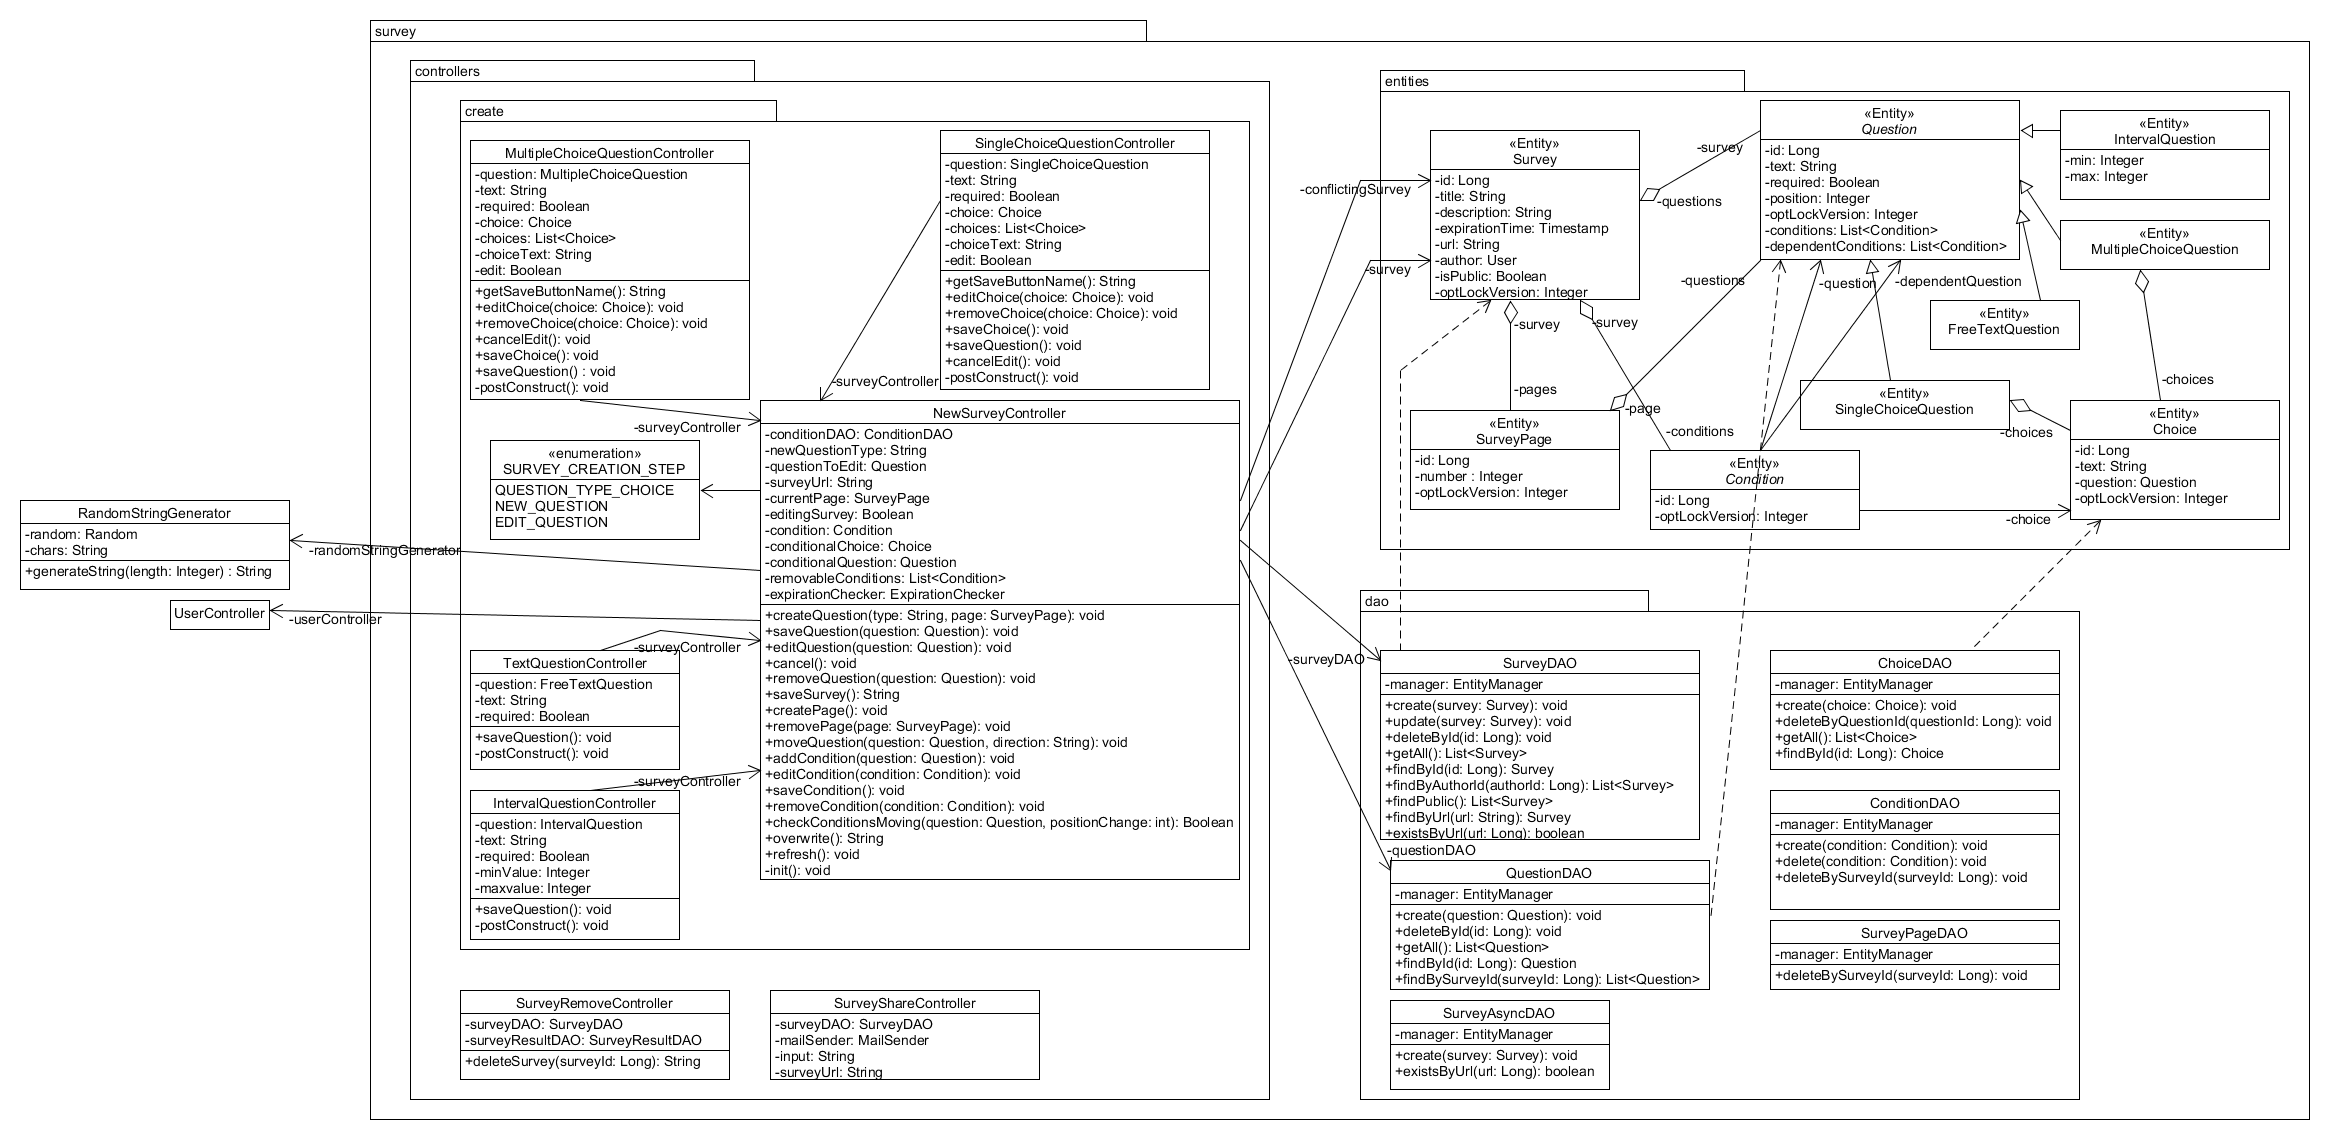 survey
controllers
create
MultipleChoiceQuestionController
-question: MultipleChoiceQuestion
-text: String
-required: Boolean
-choice: Choice
-choices: List<Choice>
-choiceText: String
-edit: Boolean
+getSaveButtonName(): String
+editChoice(choice: Choice): void
+removeChoice(choice: Choice): void
+cancelEdit(): void
+saveChoice(): void
+saveQuestion() : void
-postConstruct(): void
SingleChoiceQuestionController
-question: SingleChoiceQuestion
-text: String
-required: Boolean
-choice: Choice
-choices: List<Choice>
-choiceText: String
-edit: Boolean
+getSaveButtonName(): String
+editChoice(choice: Choice): void
+removeChoice(choice: Choice): void
+saveChoice(): void
+saveQuestion(): void
+cancelEdit(): void
-postConstruct(): void
-surveyController
-surveyController
«enumeration»
SURVEY_CREATION_STEP
QUESTION_TYPE_CHOICE
NEW_QUESTION
EDIT_QUESTION
NewSurveyController
-conditionDAO: ConditionDAO
-newQuestionType: String
-questionToEdit: Question
-surveyUrl: String
-currentPage: SurveyPage
-editingSurvey: Boolean
-condition: Condition
-conditionalChoice: Choice
-conditionalQuestion: Question
-removableConditions: List<Condition>
-expirationChecker: ExpirationChecker
+createQuestion(type: String, page: SurveyPage): void
+saveQuestion(question: Question): void
+editQuestion(question: Question): void
+cancel(): void
+removeQuestion(question: Question): void
+saveSurvey(): String
+createPage(): void
+removePage(page: SurveyPage): void
+moveQuestion(question: Question, direction: String): void
+addCondition(question: Question): void
+editCondition(condition: Condition): void
+saveCondition(): void
+removeCondition(condition: Condition): void
+checkConditionsMoving(question: Question, positionChange: int): Boolean
+overwrite(): String
+refresh(): void
-init(): void
RandomStringGenerator
-random: Random
-chars: String
+generateString(length: Integer) : String
-randomStringGenerator
UserController
-userController
-surveyController
TextQuestionController
-question: FreeTextQuestion
-text: String
-required: Boolean
+saveQuestion(): void
-postConstruct(): void
-surveyController
IntervalQuestionController
-question: IntervalQuestion
-text: String
-required: Boolean
-minValue: Integer
-maxvalue: Integer
+saveQuestion(): void
-postConstruct(): void
SurveyRemoveController
-surveyDAO: SurveyDAO
-surveyResultDAO: SurveyResultDAO
+deleteSurvey(surveyId: Long): String
SurveyShareController
-surveyDAO: SurveyDAO
-mailSender: MailSender
-input: String
-surveyUrl: String
entities
-conflictingSurvey
-survey
«Entity»
Survey
-id: Long
-title: String
-description: String
-expirationTime: Timestamp
-url: String
-author: User
-isPublic: Boolean
-optLockVersion: Integer
-survey
-questions
«Entity»
Question
-id: Long
-text: String
-required: Boolean
-position: Integer
-optLockVersion: Integer
-conditions: List<Condition>
-dependentConditions: List<Condition>
«Entity»
IntervalQuestion
-min: Integer
-max: Integer
«Entity»
MultipleChoiceQuestion
«Entity»
FreeTextQuestion
-questions
-question
-dependentQuestion
-survey
-survey
-pages
-page
-conditions
«Entity»
SurveyPage
-id: Long
-number : Integer
-optLockVersion: Integer
«Entity»
Condition
-id: Long
-optLockVersion: Integer
«Entity»
SingleChoiceQuestion
-choices
-choices
-choice
«Entity»
Choice
-id: Long
-text: String
-question: Question
-optLockVersion: Integer
dao
-surveyDAO
SurveyDAO
-manager: EntityManager
+create(survey: Survey): void
+update(survey: Survey): void
+deleteById(id: Long): void
+getAll(): List<Survey>
+findById(id: Long): Survey
+findByAuthorId(authorId: Long): List<Survey>
+findPublic(): List<Survey>
+findByUrl(url: String): Survey
+existsByUrl(url: Long): boolean
-questionDAO
QuestionDAO
-manager: EntityManager
+create(question: Question): void
+deleteById(id: Long): void
+getAll(): List<Question>
+findById(id: Long): Question
+findBySurveyId(surveyId: Long): List<Question>
SurveyAsyncDAO
-manager: EntityManager
+create(survey: Survey): void
+existsByUrl(url: Long): boolean
ChoiceDAO
-manager: EntityManager
+create(choice: Choice): void
+deleteByQuestionId(questionId: Long): void
+getAll(): List<Choice>
+findById(id: Long): Choice
ConditionDAO
-manager: EntityManager
+create(condition: Condition): void
+delete(condition: Condition): void
+deleteBySurveyId(surveyId: Long): void
SurveyPageDAO
-manager: EntityManager
+deleteBySurveyId(surveyId: Long): void